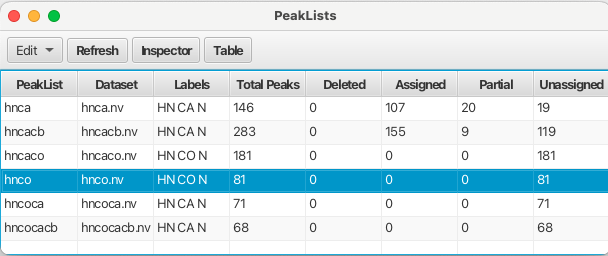 PeakLists
Edit Refresh Inspector Table
PeakList Dataset Labels Total Peaks Deleted Assigned Partial Unassigned
hnca hnca.nv HN CA N 146 0 107 20 19
hncacb hncacb.nv HN CA N 283 0 155 9 119
hncaco hncaco.nv HN CO N 181 0 0 0 181
hnco hnco.nv HN CO N 81 0 0 0 81
hncoca hncoca.nv HN CA N 71 0 0 0 71
hncocacb hncocacb.nv HN CA N 68 0 0 0 68